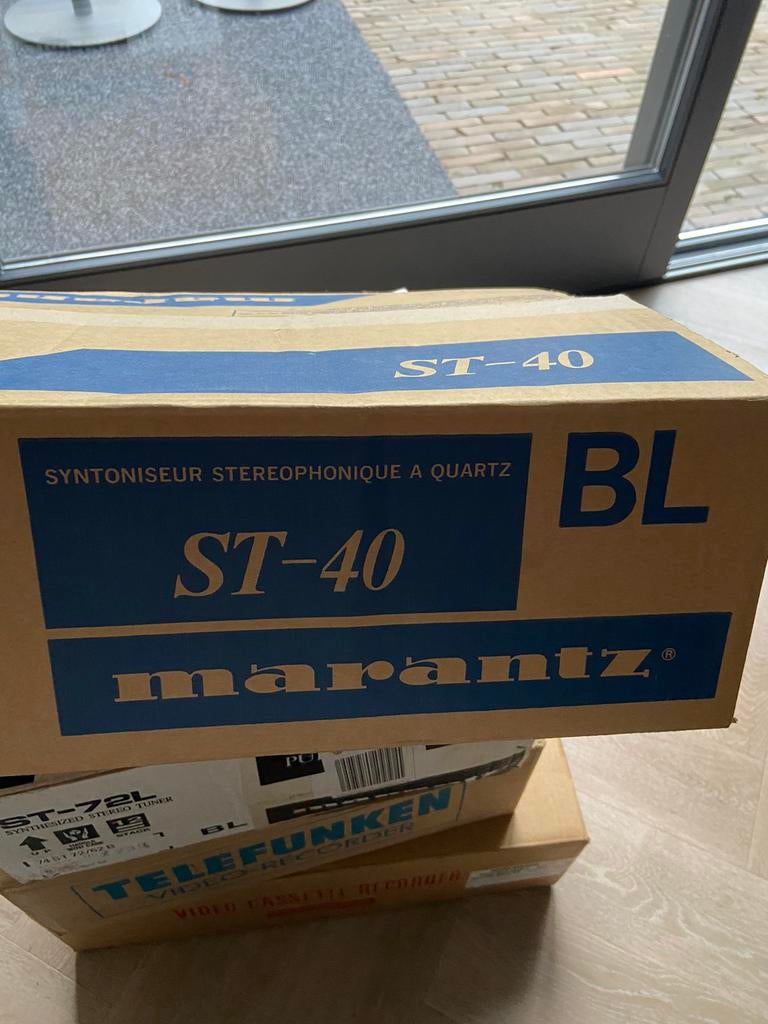 ST-40
SYNTONISEUR STEREOPHONIQUE A QUARTZ
BL
ST-40
marantz®
ST-72L
SYNTHESIZED STEREO TUNER
BL
TELEFUNKEN
VIDEO-RECORDER
VIDEO CASSETTE RECORDER